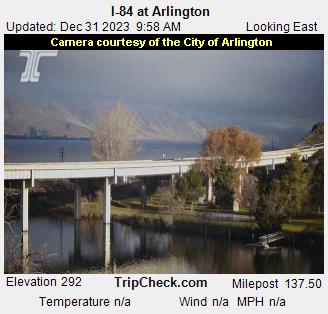 I-84 at Arlington
Updated: Dec 31 2023 9:58 AM Looking East
Camera courtesy of the City of Arlington
Elevation 292 TripCheck.com Milepost 137.50
Temperature n/a Wind n/a MPH n/a